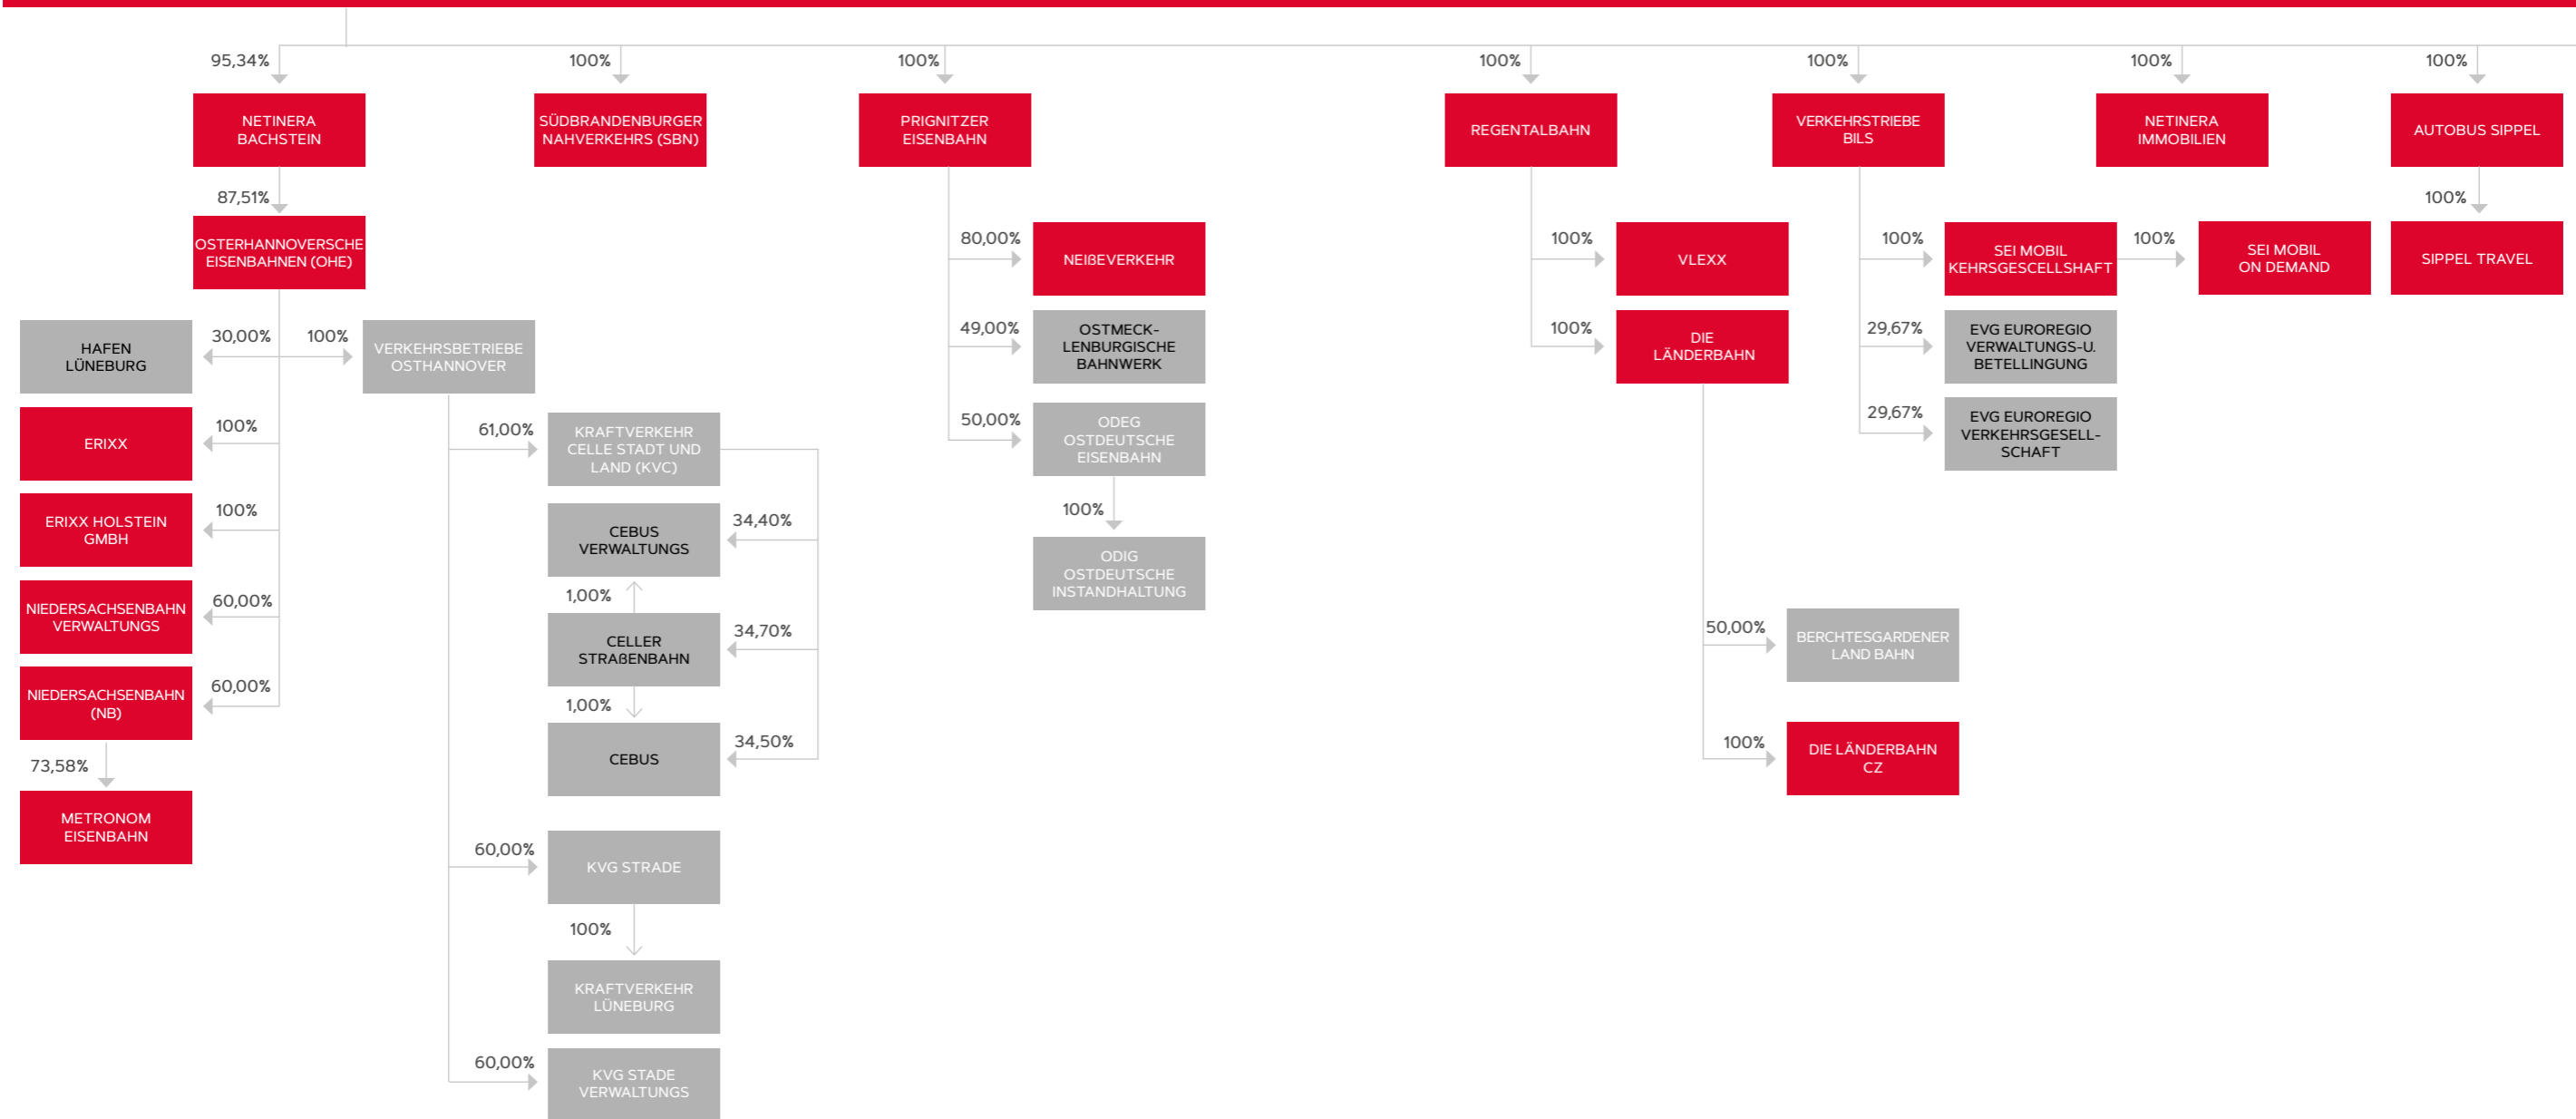 95,34%
100%
100%
100%
100%
100%
100%
NETINERA
BACHSTEIN
SÜDBRANDENBURGER
NAHVERKEHRS (SBN)
PRIGNITZER
EISENBAHN
REGENTALBAHN
VERKEHRSTRIEBE
BILS
NETINERA
IMMOBILIEN
AUTOBUS SIPPEL
87,51%
OSTERHANNOVERSCHE
EISENBAHNEN (OHE)
30,00%
HAFEN
LÜNEBURG
100%
VERKEHRSBETRIEBE
OSTHANNOVER
100%
ERIXX
100%
ERIXX HOLSTEIN
GMBH
60,00%
NIEDERSACHSENBAHN
VERWALTUNGS
60,00%
NIEDERSACHSENBAHN
(NB)
73,58%
METRONOM
EISENBAHN
61,00%
KRAFTVERKEHR
CELLE STADT UND
LAND (KVC)
34,40%
CEBUS
VERWALTUNGS
1,00%
34,70%
CELLER
STRAßENBAHN
1,00%
34,50%
CEBUS
60,00%
KVG STRADE
100%
KRAFTVERKEHR
LÜNEBURG
60,00%
KVG STADE
VERWALTUNGS
80,00%
NEIßEVERKEHR
49,00%
OSTMECK-
LENBURGISCHE
BAHNWERK
50,00%
ODEG
OSTDEUTSCHE
EISENBAHN
100%
ODIG
OSTDEUTSCHE
INSTANDHALTUNG
100%
VLEXX
100%
DIE
LÄNDERBAHN
50,00%
BERCHTESGARDENER
LAND BAHN
100%
DIE LÄNDERBAHN
CZ
100%
SEI MOBIL
KEHRSGESCELLSHAFT
100%
SEI MOBIL
ON DEMAND
29,67%
EVG EUROREGIO
VERWALTUNGS-U.
BETELLINGUNG
29,67%
EVG EUROREGIO
VERKEHRSGESELL-
SCHAFT
100%
SIPPEL TRAVEL